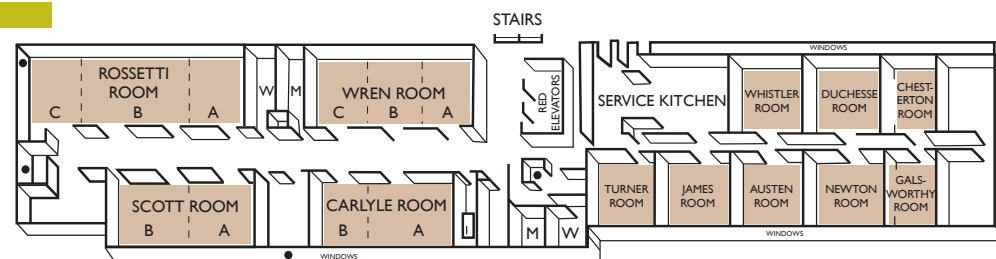 STAIRS
WINDOWS
ROSSETTI
ROOM
C B A
W M
WREN ROOM
C B A
RED
ELEVATORS
SERVICE KITCHEN
WHISTLER
ROOM
DUCHESSE
ROOM
CHEST-
ERTON
ROOM
SCOTT ROOM
B A
CARLYLE ROOM
B A
M W
TURNER
ROOM
JAMES
ROOM
AUSTEN
ROOM
NEWTON
ROOM
GALS-
WORTHY
ROOM
WINDOWS
WINDOWS